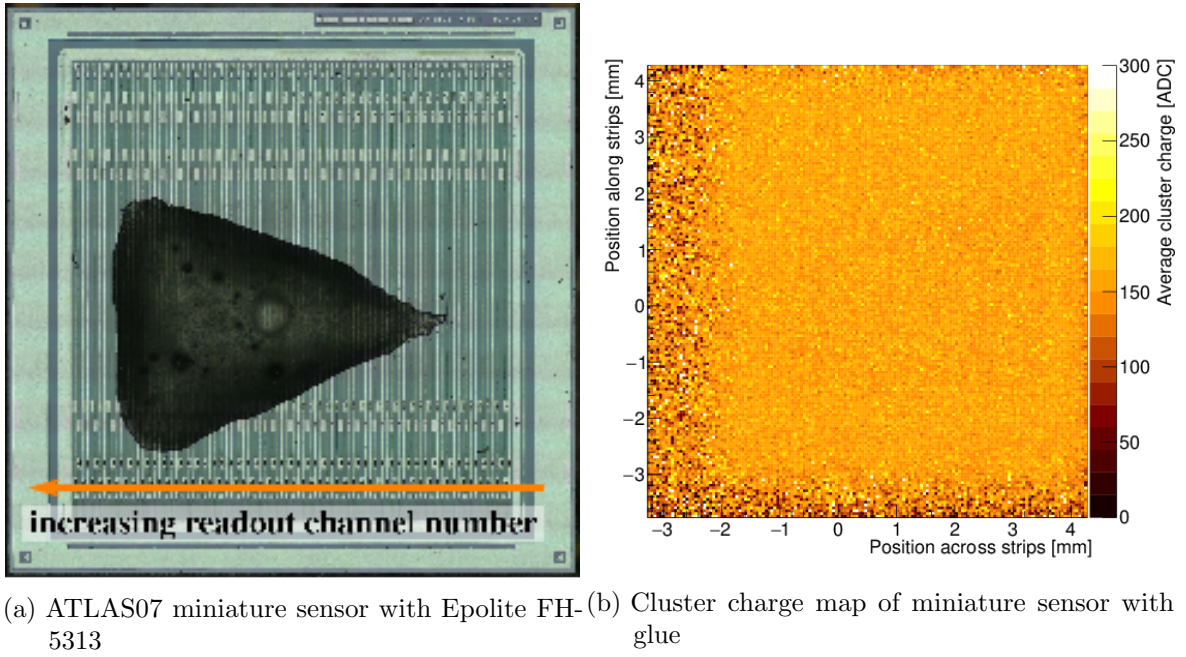 increasing readout channel number
4
3
2
1
0
−1
−2
−3
Position along strips [mm]
−3 −2 −1 0 1 2 3 4
Position across strips [mm]
300
250
200
150
100
50
0
Average cluster charge [ADC]
(a) ATLAS07 miniature sensor with Epolite FH-
5313
(b) Cluster charge map of miniature sensor with
glue